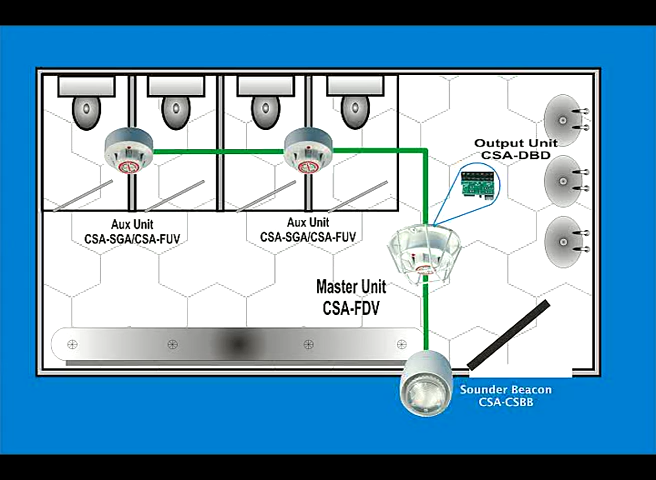 Output Unit
CSA-DBD
Aux Unit
CSA-SGA/CSA-FUV
Aux Unit
CSA-SGA/CSA-FUV
Master Unit
CSA-FDV
Sounder Beacon
CSA-CSBB